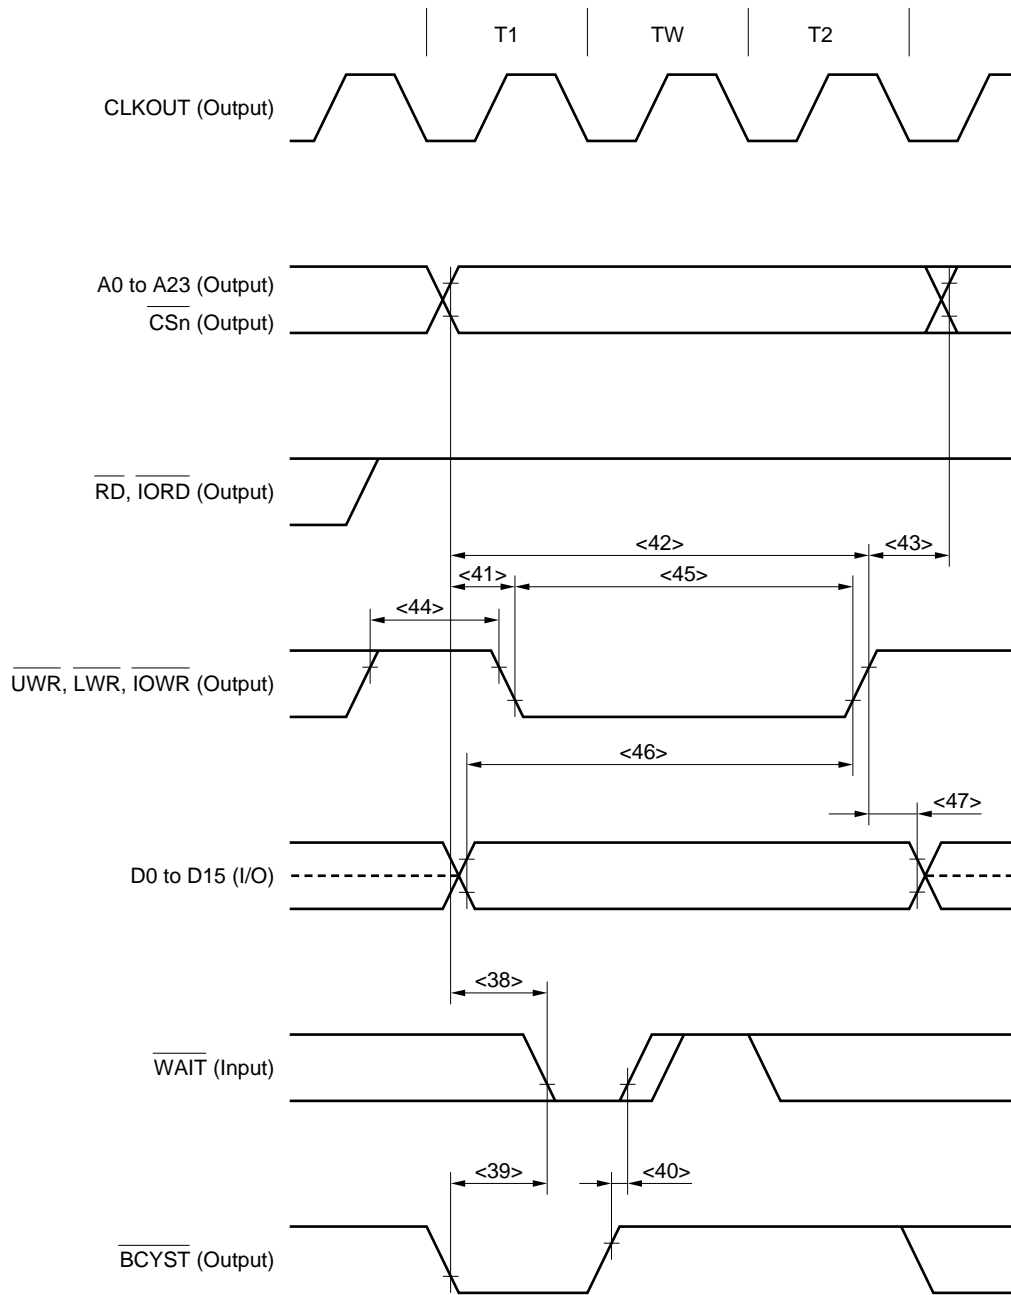 T1 TW T2
CLKOUT (Output)
A0 to A23 (Output)
CSn (Output)
RD, IORD (Output)
<42> <43>
<41> <45>
<44>
UWR, LWR, IOWR (Output)
<46>
<47>
D0 to D15 (I/O)
<38>
WAIT (Input)
<39> <40>
BCYST (Output)